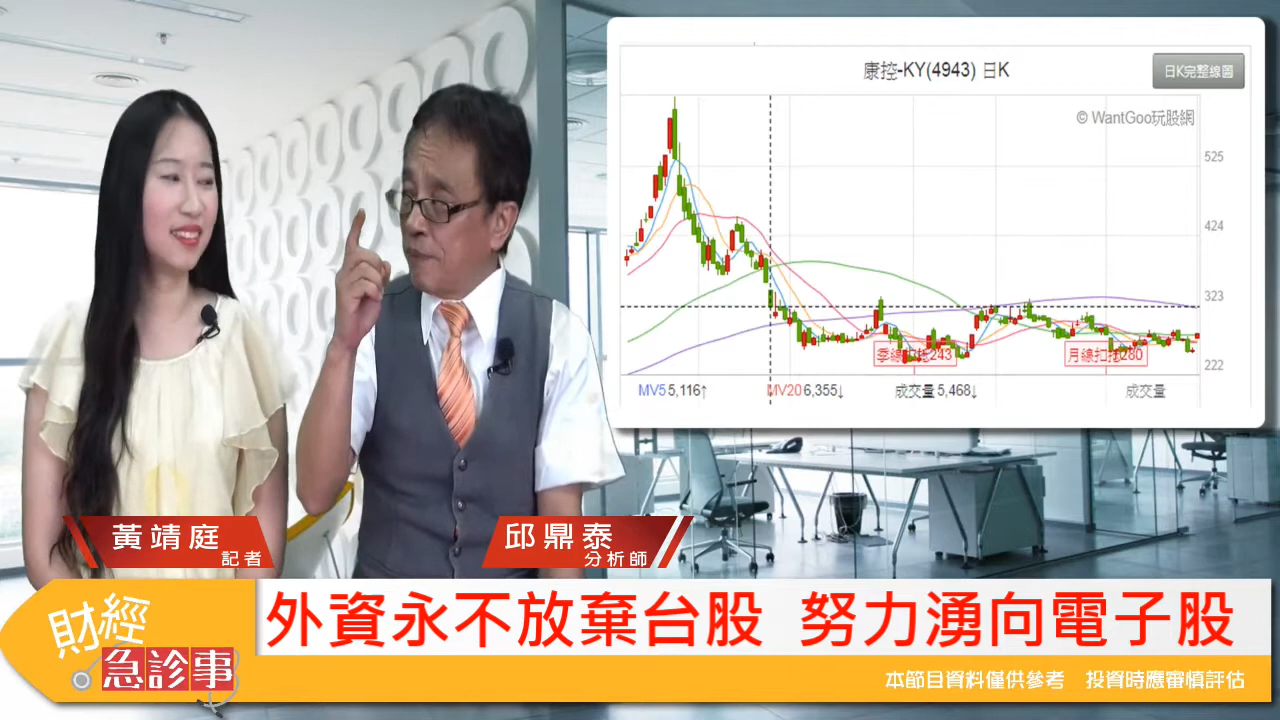 康控-KY(4943) 日K
日K完整線圖
© WantGoo玩股網
525
424
323
222
季線扣抵243
月線扣抵280
MV5 5,116↑
MV20 6,355↓
成交量 5,468↓
成交量
黃靖庭
記者
邱鼎泰
分析師
外資永不放棄台股 努力湧向電子股
財經
急診事
本節目資料僅供參考 投資時應審慎評估